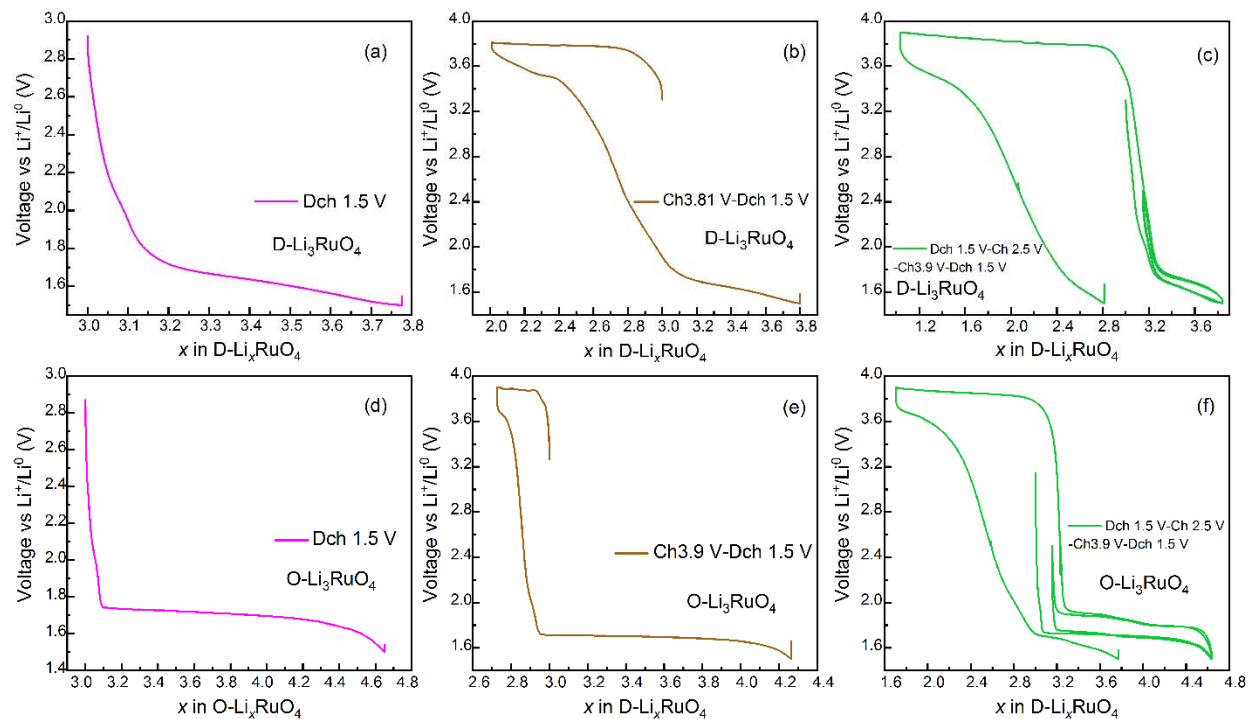 3.0
2.8
2.6
2.4
2.2
2.0
1.8
1.6
Voltage vs Li⁺/Li⁰ (V)
(a)
Dch 1.5 V
D-Li₃RuO₄
3.0 3.1 3.2 3.3 3.4 3.5 3.6 3.7 3.8
x in D-LiₓRuO₄
4.0
3.6
3.2
2.8
2.4
2.0
1.6
Voltage vs Li⁺/Li⁰ (V)
(b)
Ch3.81 V-Dch 1.5 V
D-Li₃RuO₄
2.0 2.2 2.4 2.6 2.8 3.0 3.2 3.4 3.6 3.8
x in D-LiₓRuO₄
4.0
3.6
3.2
2.8
2.4
2.0
1.6
Voltage vs Li⁺/Li⁰ (V)
(c)
Dch 1.5 V-Ch 2.5 V
-Ch3.9 V-Dch 1.5 V
D-Li₃RuO₄
1.2 1.6 2.0 2.4 2.8 3.2 3.6
x in D-LiₓRuO₄
3.0
2.8
2.6
2.4
2.2
2.0
1.8
1.6
1.4
Voltage vs Li⁺/Li⁰ (V)
(d)
Dch 1.5 V
O-Li₃RuO₄
3.0 3.2 3.4 3.6 3.8 4.0 4.2 4.4 4.6 4.8
x in O-LiₓRuO₄
4.0
3.6
3.2
2.8
2.4
2.0
1.6
Voltage vs Li⁺/Li⁰ (V)
(e)
Ch3.9 V-Dch 1.5 V
O-Li₃RuO₄
2.6 2.8 3.0 3.2 3.4 3.6 3.8 4.0 4.2 4.4
x in D-LiₓRuO₄
4.0
3.6
3.2
2.8
2.4
2.0
1.6
Voltage vs Li⁺/Li⁰ (V)
(f)
Dch 1.5 V-Ch 2.5 V
-Ch3.9 V-Dch 1.5 V
O-Li₃RuO₄
1.6 2.0 2.4 2.8 3.2 3.6 4.0 4.4 4.8
x in D-LiₓRuO₄